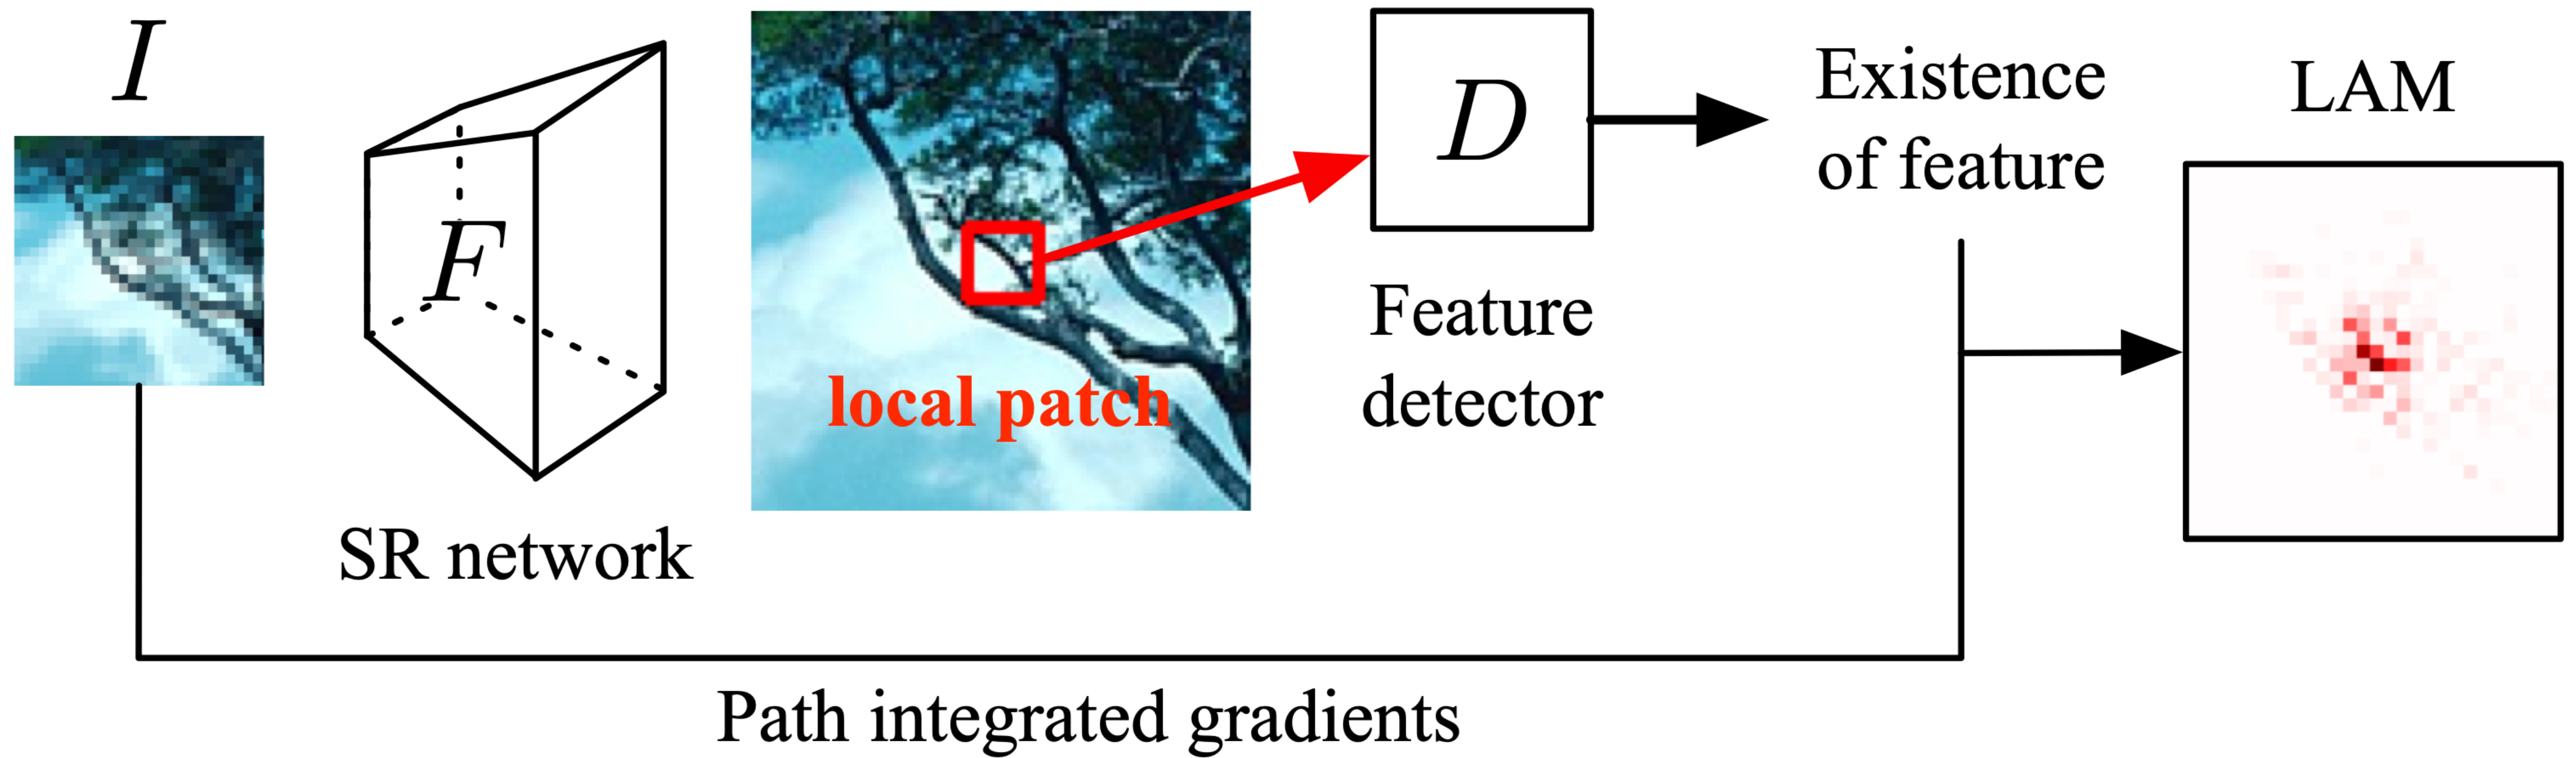 I
F
SR network
local patch
D
Feature
detector
Existence
of feature
LAM
Path integrated gradients